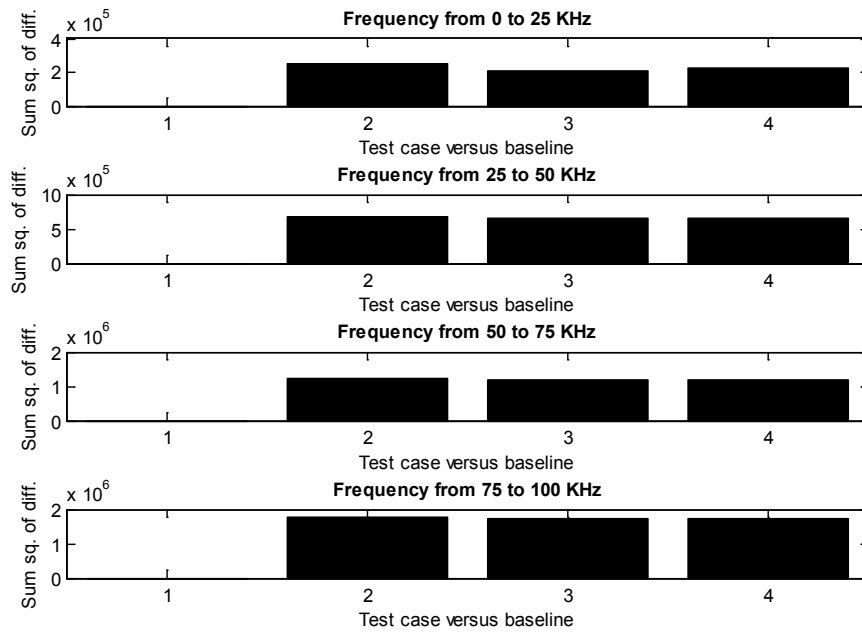 Frequency from 0 to 25 KHz
x 10^5
Sum sq. of diff.
4
2
0
1 2 3 4
Test case versus baseline
Frequency from 25 to 50 KHz
x 10^5
Sum sq. of diff.
10
5
0
1 2 3 4
Test case versus baseline
Frequency from 50 to 75 KHz
x 10^6
Sum sq. of diff.
2
1
0
1 2 3 4
Test case versus baseline
Frequency from 75 to 100 KHz
x 10^6
Sum sq. of diff.
2
1
0
1 2 3 4
Test case versus baseline